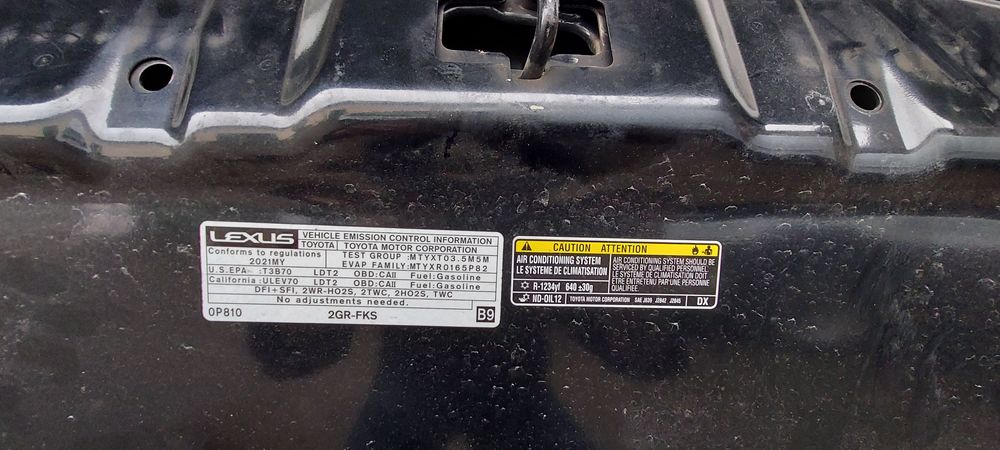 LEXUS VEHICLE EMISSION CONTROL INFORMATION
TOYOTA TOYOTA MOTOR CORPORATION
Conforms to regulations
2021MY
TEST GROUP :MTYXT03.5M5M
EVAP FAMILY:MTYXR0165P82
U.S.EPA :T3B70 LDT2 OBD:CAⅡ Fuel:Gasoline
California :ULEV70 LDT2 OBD:CAⅡ Fuel:Gasoline
DFI+SFI, 2WR-HO2S, 2TWC, 2HO2S, TWC
No adjustments needed.
0P810 2GR-FKS B9
CAUTION ATTENTION
AIR CONDITIONING SYSTEM
LE SYSTEME DE CLIMATISATION
R-1234yf 640 ±30g
AIR CONDITIONING SYSTEM SHOULD BE
SERVICED BY QUALIFIED PERSONNEL.
LE SYSTEME DE CLIMATISATION DOIT
ETRE ENTRETENU PAR UNE PERSONNE
QUALIFIEE.
ND-OIL12 TOYOTA MOTOR CORPORATION SAE J639 J2842 J2845 DX